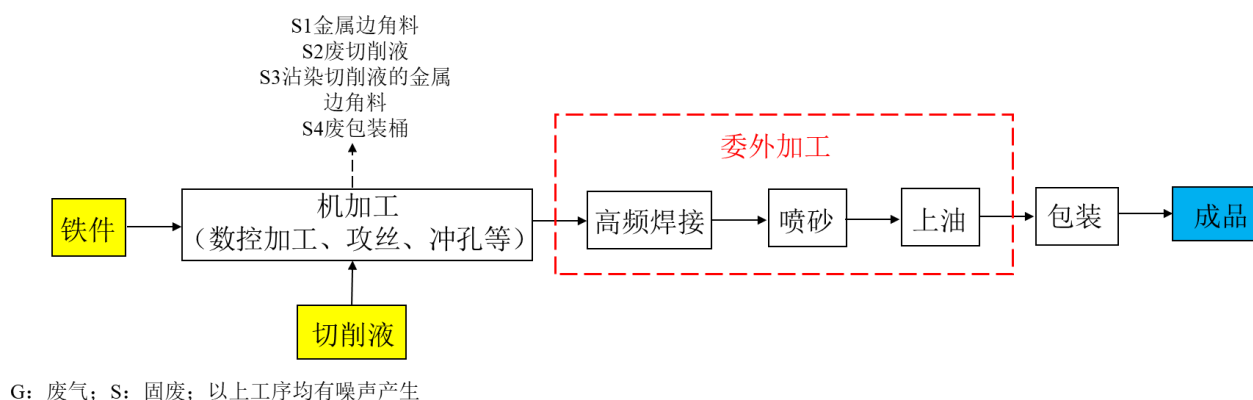 S1金属边角料
S2废切削液
S3沾染切削液的金属
边角料
S4废包装桶
委外加工
铁件
机加工
（数控加工、攻丝、冲孔等）
高频焊接
喷砂
上油
包装
成品
切削液
G：废气；S：固废；以上工序均有噪声产生